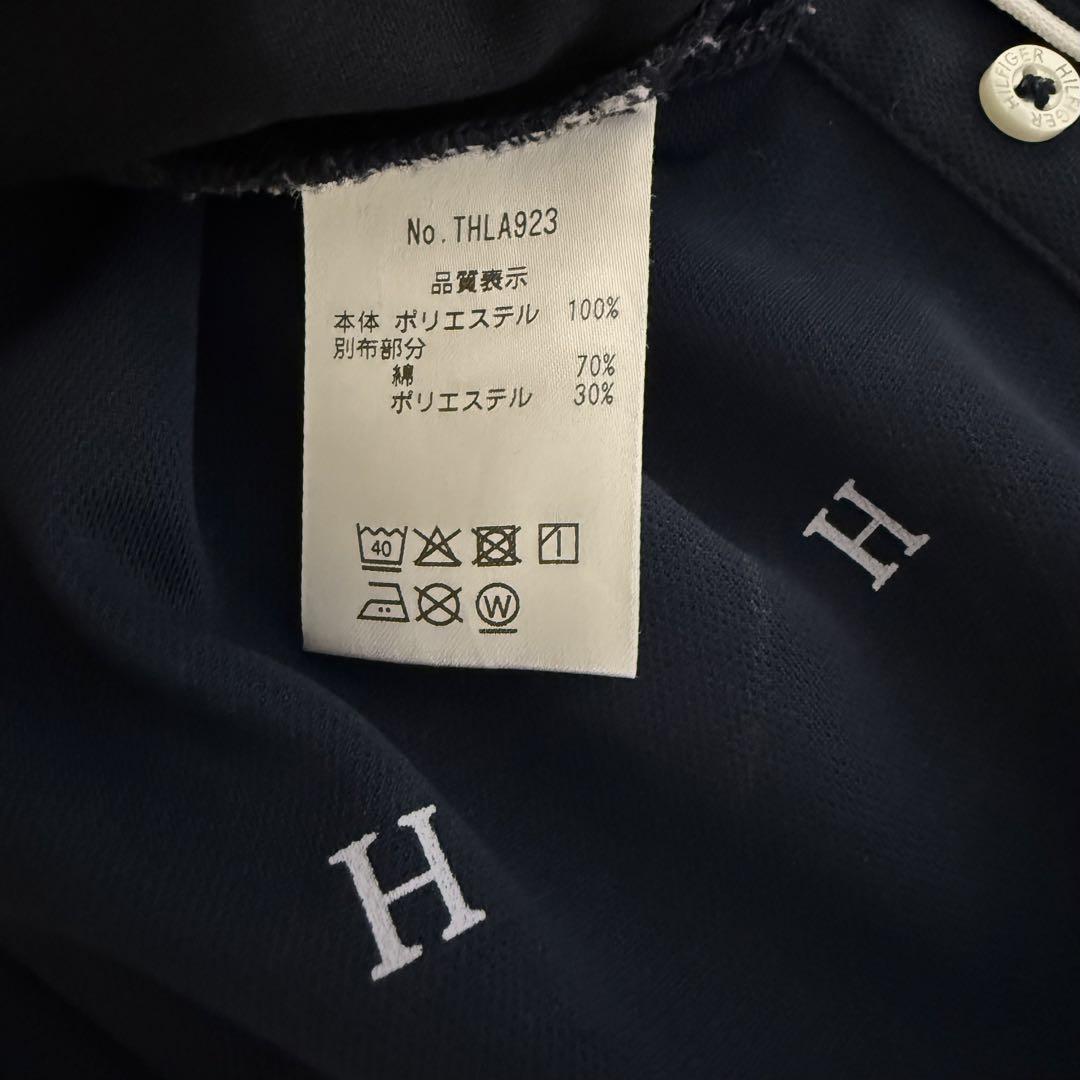 HILFIGER HILFIGER
No. THLA923
品質表示
本体 ポリエステル 100%
別布部分
綿 70%
ポリエステル 30%
40
W
H
H